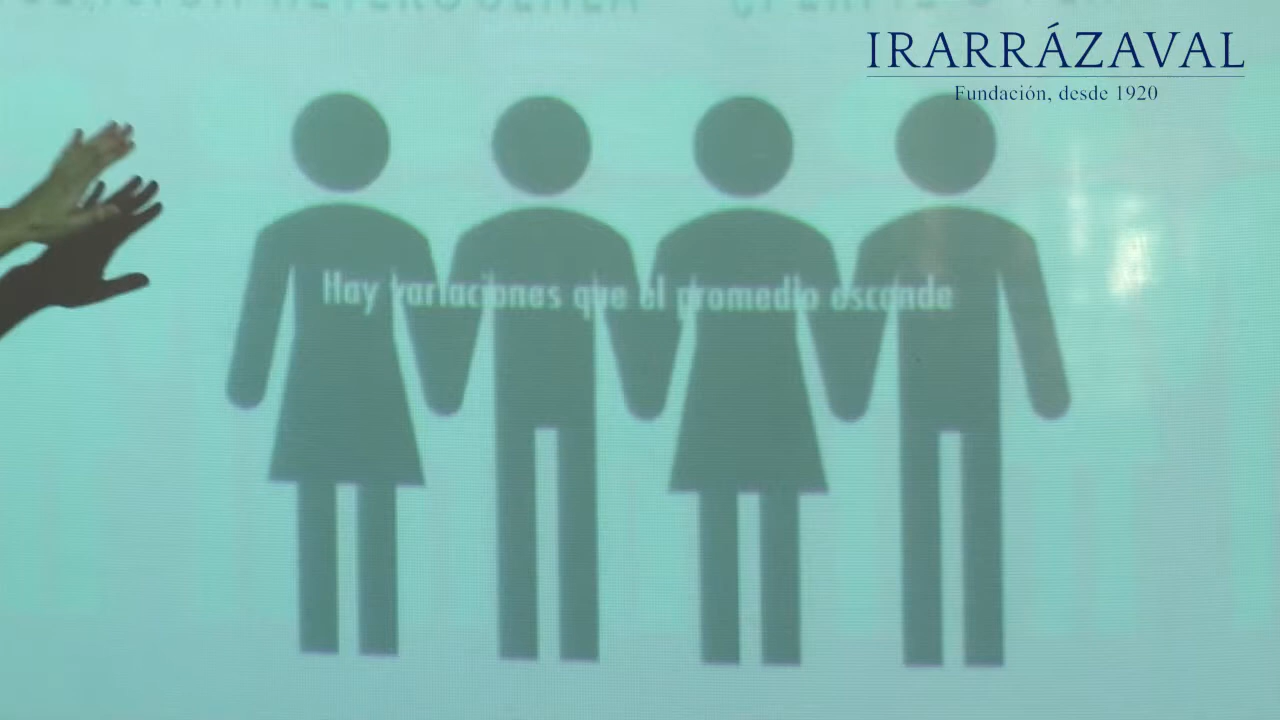 IRARRÁZAVAL
Fundación, desde 1920
Hay variaciones que el promedio esconde